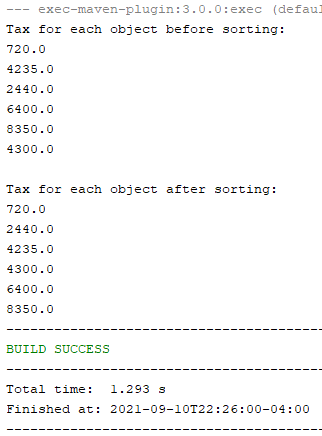 --- exec-maven-plugin:3.0.0:exec (defaul
Tax for each object before sorting:
720.0
4235.0
2440.0
6400.0
8350.0
4300.0
Tax for each object after sorting:
720.0
2440.0
4235.0
4300.0
6400.0
8350.0
----------------------------------------
BUILD SUCCESS
----------------------------------------
Total time:  1.293 s
Finished at: 2021-09-10T22:26:00-04:00
----------------------------------------